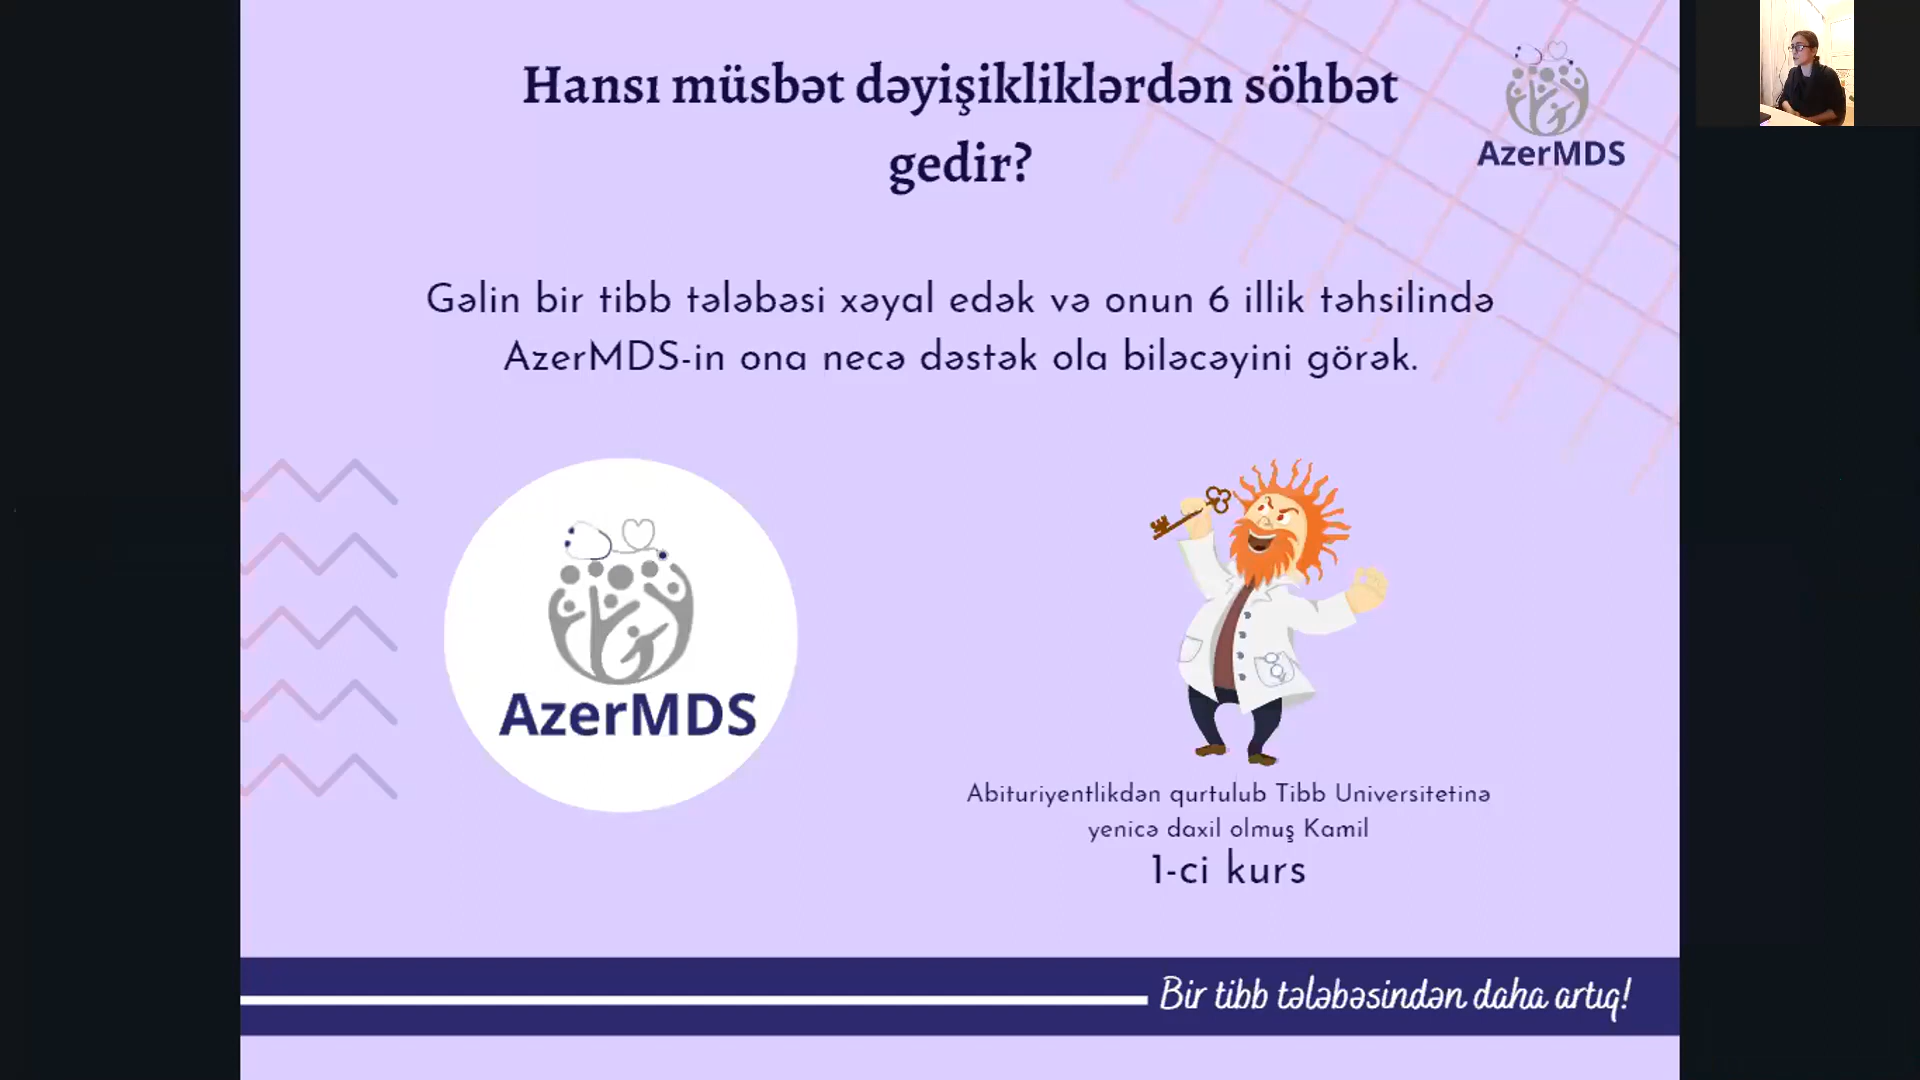 Hansı müsbət dəyişikliklərdən söhbət
gedir?
AzerMDS
Gəlin bir tibb tələbəsi xəyal edək və onun 6 illik təhsilində
AzerMDS-in ona necə dəstək ola biləcəyini görək.
AzerMDS
Abituriyentlikdən qurtulub Tibb Universitetinə
yenicə daxil olmuş Kamil
1-ci kurs
Bir tibb tələbəsindən daha artıq!